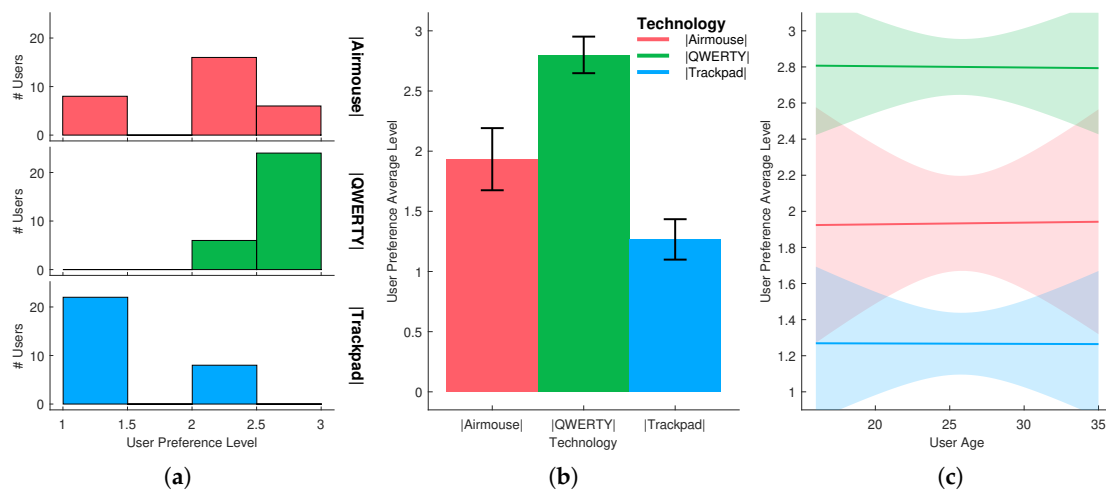 # Users
20
10
0
|Airmouse|
# Users
20
10
0
|QWERTY|
# Users
20
10
0
|Trackpad|
1 1.5 2 2.5 3
User Preference Level
(a)
User Preference Average Level
3
2.5
2
1.5
1
0.5
0
Technology
|Airmouse|
|QWERTY|
|Trackpad|
|Airmouse| |QWERTY| |Trackpad|
Technology
(b)
User Preference Average Level
3
2.8
2.6
2.4
2.2
2
1.8
1.6
1.4
1.2
1
20 25 30 35
User Age
(c)